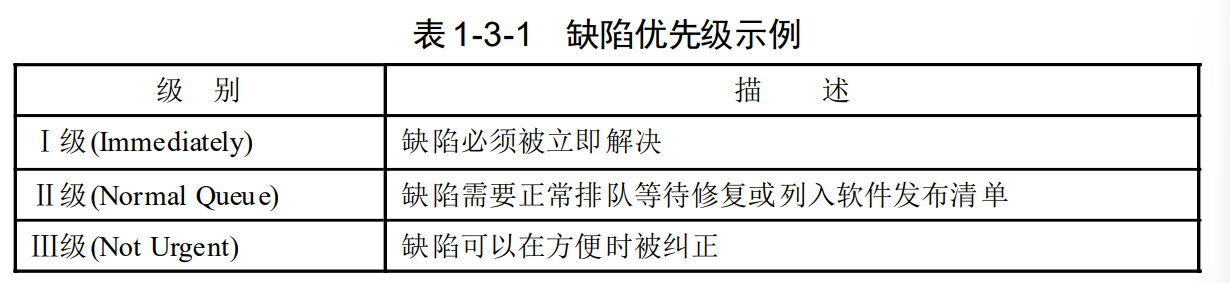 表 1-3-1 缺陷优先级示例
级 别 描 述
Ⅰ级(Immediately) 缺陷必须被立即解决
Ⅱ级(Normal Queue) 缺陷需要正常排队等待修复或列入软件发布清单
Ⅲ级(Not Urgent) 缺陷可以在方便时被纠正